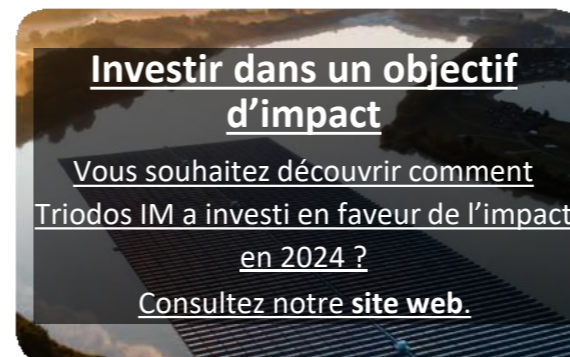 Investir dans un objectif
d’impact
Vous souhaitez découvrir comment
Triodos IM a investi en faveur de l’impact
en 2024 ?
Consultez notre site web.